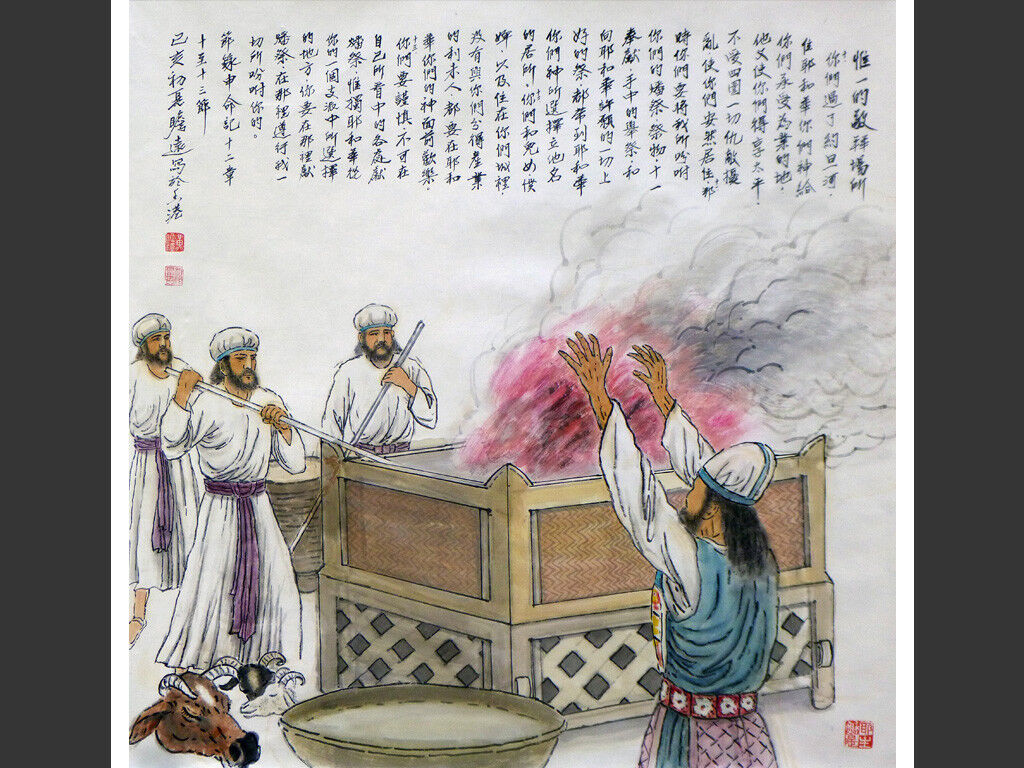 惟一的敬拜場所
十你們過了約旦河，
住耶和華你們神給
你們承受為業的地，
他又使你們得享太平，
不受四圍一切仇敵擾
亂使你們安然居住十一那
時你們要將我所吩咐
你們的燔祭、祭物、十一
奉獻、手中的舉祭、和
向耶和華許願的一切上
好的祭都帶到耶和華
你們神所選擇立他名
的居所。十二你們和兒女僕
婢，以及住在你們城裡，
沒有與你們分得產業
的利未人都要在耶和
華你們的神面前歡樂。
十三你們要謹慎不可在
自己所看中的各處獻
燔祭。惟獨耶和華從
你的一個支派中所選擇
的地方你要在那裡獻
燔祭在那裡遵行我一
切所吩咐你的。
節錄申命記十二章
十至十三節
己亥初夏瞻遠寫於香港